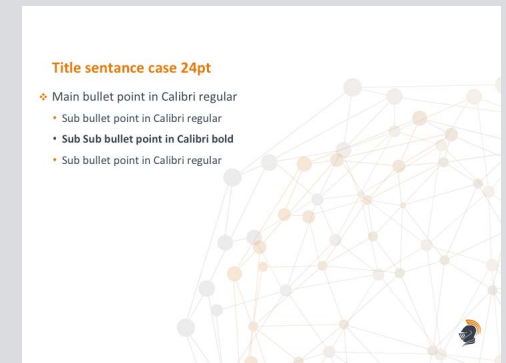 Title sentance case 24pt
Main bullet point in Calibri regular
Sub bullet point in Calibri regular
Sub Sub bullet point in Calibri bold
Sub bullet point in Calibri regular